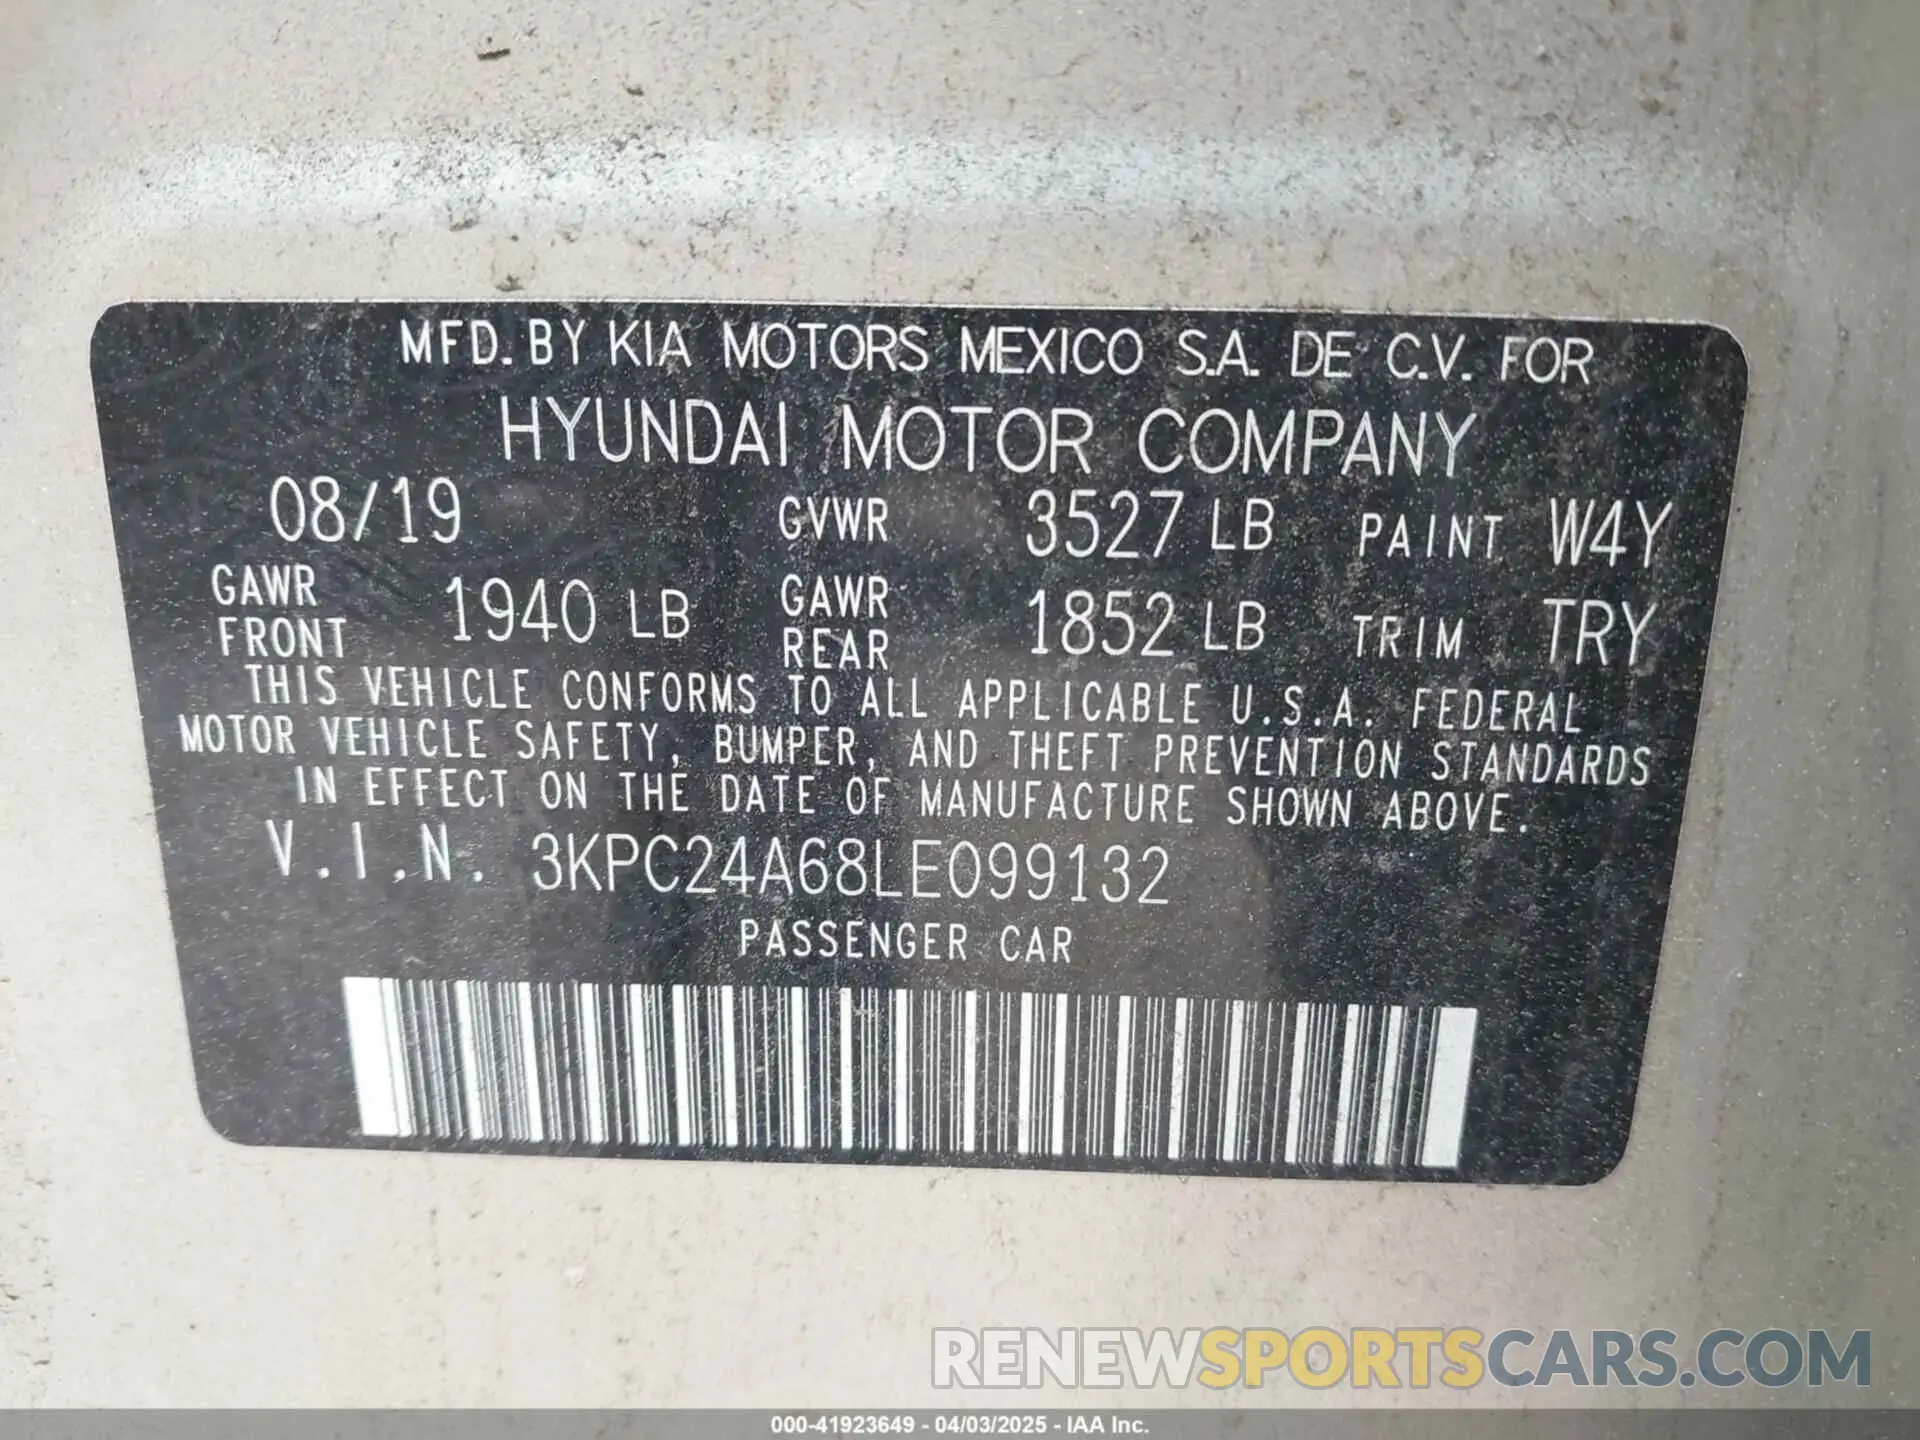 MFD. BY KIA MOTORS MEXICO S.A. DE C.V. FOR
HYUNDAI MOTOR COMPANY
08/19 GVWR 3527 LB PAINT W4Y
GAWR FRONT 1940 LB GAWR REAR 1852 LB TRIM TRY
THIS VEHICLE CONFORMS TO ALL APPLICABLE U.S.A. FEDERAL
MOTOR VEHICLE SAFETY, BUMPER, AND THEFT PREVENTION STANDARDS
IN EFFECT ON THE DATE OF MANUFACTURE SHOWN ABOVE.
V.I.N. 3KPC24A68LE099132
PASSENGER CAR
RENEWSPORTSCARS.COM
000-41923649 - 04/03/2025 - IAA Inc.